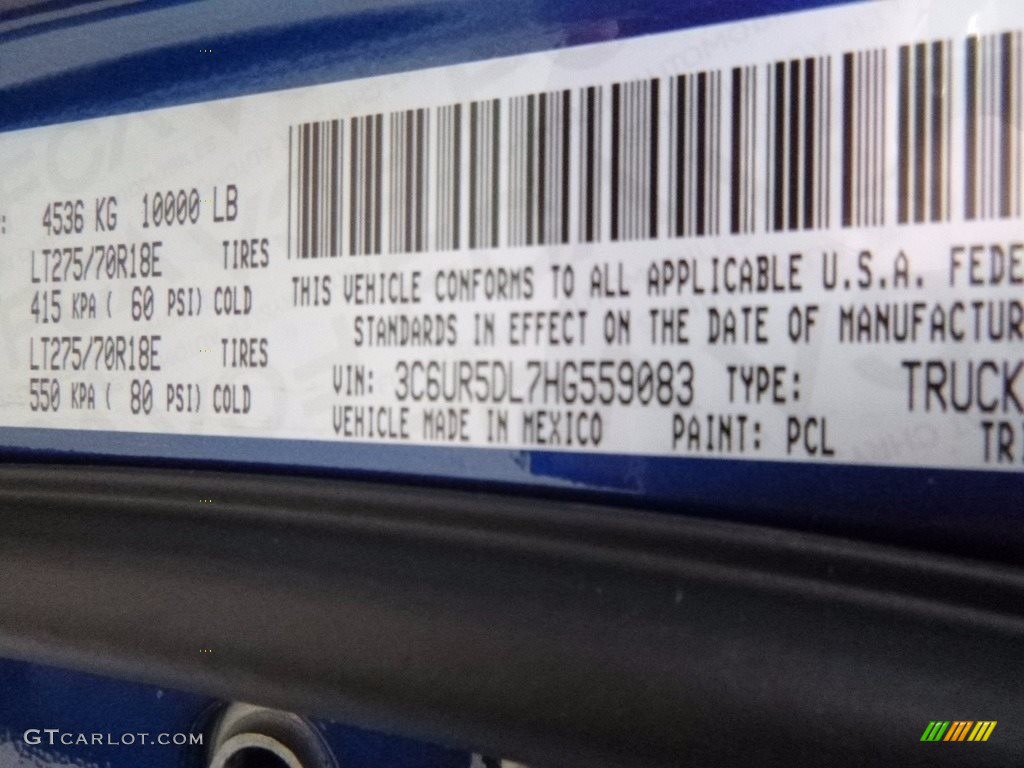 : 4536 KG 10000 LB
LT275/70R18E TIRES
415 KPA ( 60 PSI) COLD
LT275/70R18E TIRES
550 KPA ( 80 PSI) COLD
THIS VEHICLE CONFORMS TO ALL APPLICABLE U.S.A. FEDE
STANDARDS IN EFFECT ON THE DATE OF MANUFACTUR
VIN: 3C6UR5DL7HG559083 TYPE: TRUCK
VEHICLE MADE IN MEXICO PAINT: PCL TRI
GTCARLOT.COM